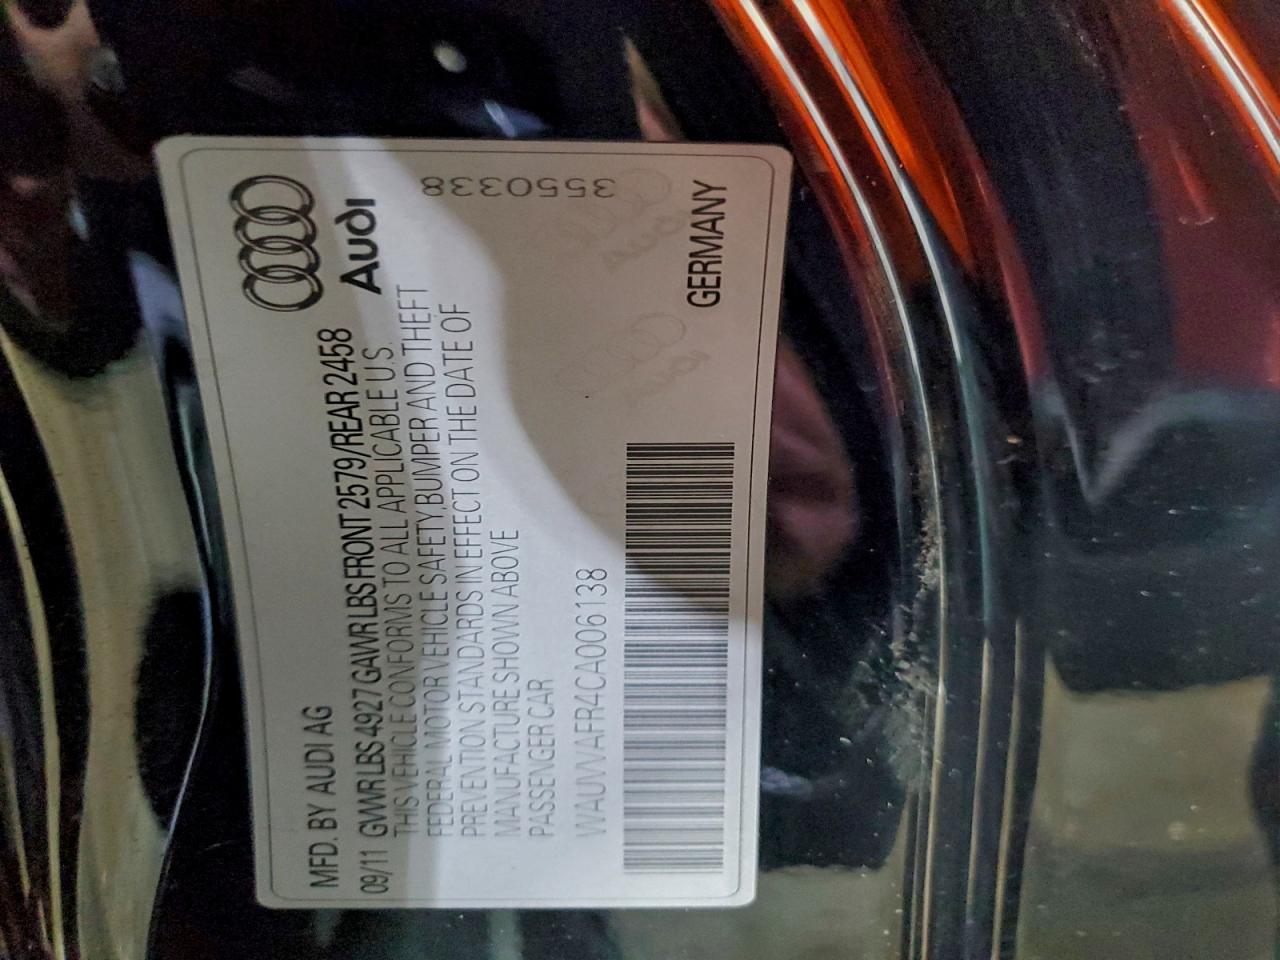 MFD. BY AUDI AG
Audi
09/11 GWWR LBS 4927 GAWR LBS FRONT 2579/REAR 2458
THIS VEHICLE CONFORMS TO ALL APPLICABLE U.S.
FEDERAL MOTOR VEHICLE SAFETY,BUMPER AND THEFT
PREVENTION STANDARDS IN EFFECT ON THE DATE OF
MANUFACTURE SHOWN ABOVE
PASSENGER CAR
3550338
WAUVVAFR4CA006138
GERMANY